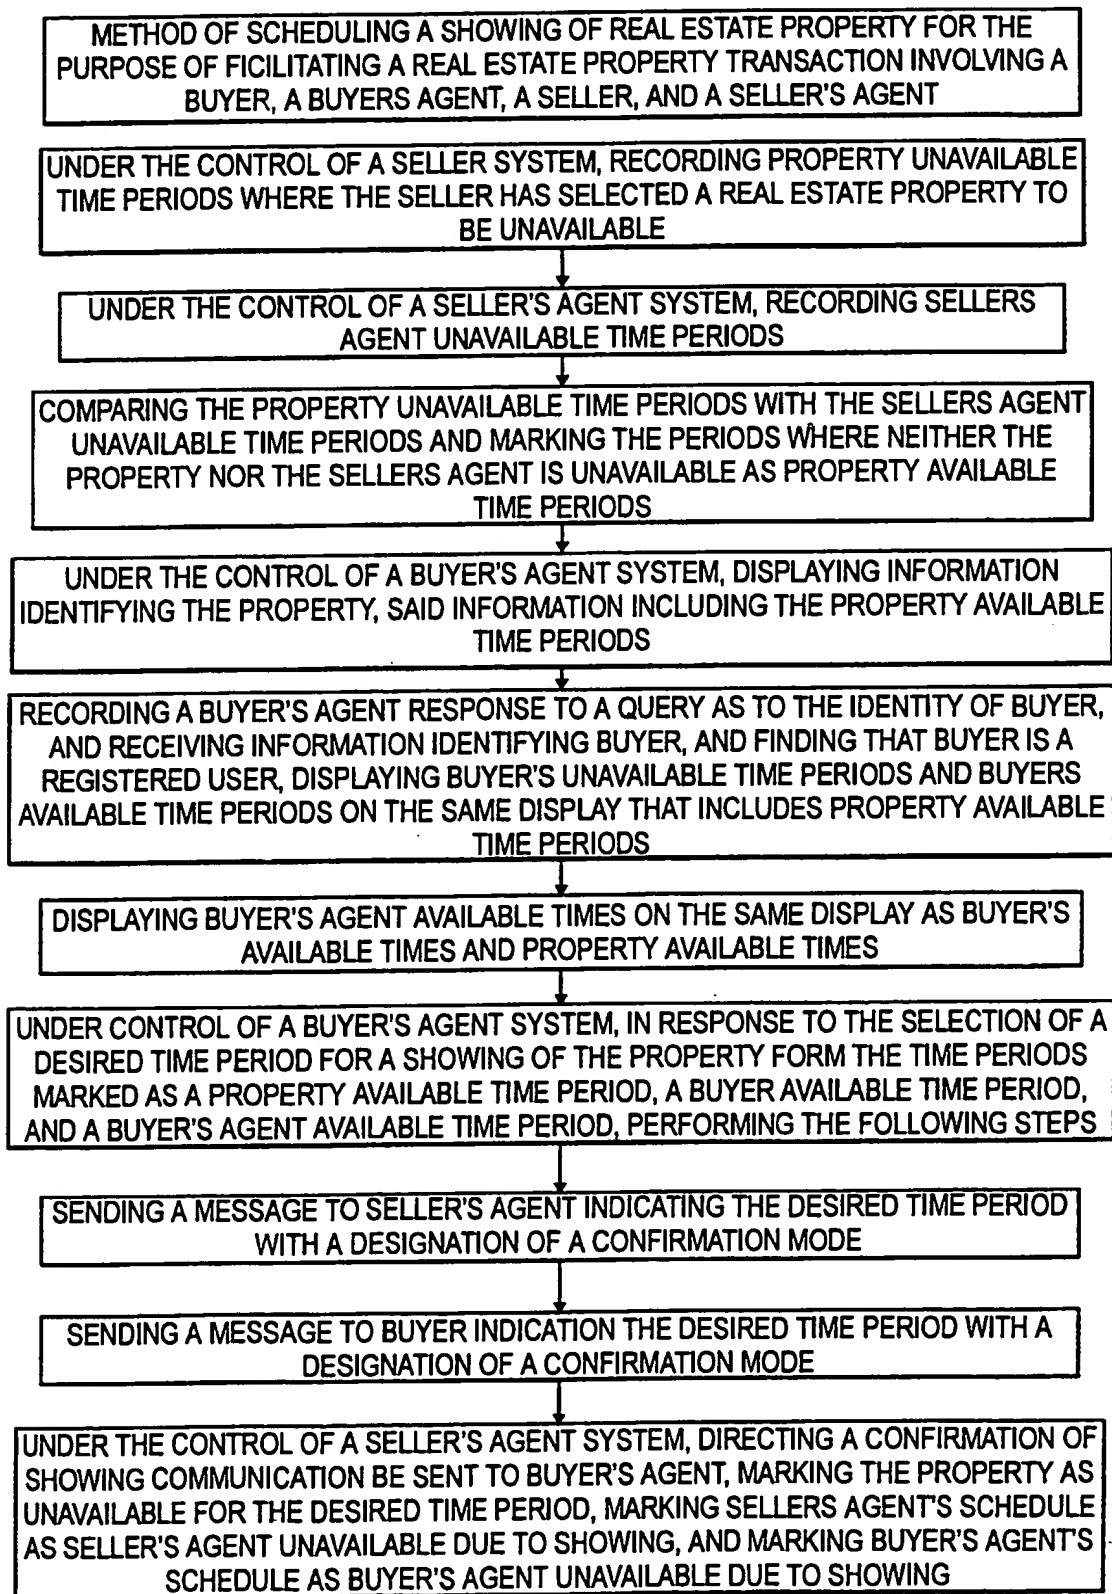 METHOD OF SCHEDULING A SHOWING OF REAL ESTATE PROPERTY FOR THE
PURPOSE OF FICILITATING A REAL ESTATE PROPERTY TRANSACTION INVOLVING A
BUYER, A BUYERS AGENT, A SELLER, AND A SELLER'S AGENT
UNDER THE CONTROL OF A SELLER SYSTEM, RECORDING PROPERTY UNAVAILABLE
TIME PERIODS WHERE THE SELLER HAS SELECTED A REAL ESTATE PROPERTY TO
BE UNAVAILABLE
UNDER THE CONTROL OF A SELLER'S AGENT SYSTEM, RECORDING SELLERS
AGENT UNAVAILABLE TIME PERIODS
COMPARING THE PROPERTY UNAVAILABLE TIME PERIODS WITH THE SELLERS AGENT
UNAVAILABLE TIME PERIODS AND MARKING THE PERIODS WHERE NEITHER THE
PROPERTY NOR THE SELLERS AGENT IS UNAVAILABLE AS PROPERTY AVAILABLE
TIME PERIODS
UNDER THE CONTROL OF A BUYER'S AGENT SYSTEM, DISPLAYING INFORMATION
IDENTIFYING THE PROPERTY, SAID INFORMATION INCLUDING THE PROPERTY AVAILABLE
TIME PERIODS
RECORDING A BUYER'S AGENT RESPONSE TO A QUERY AS TO THE IDENTITY OF BUYER,
AND RECEIVING INFORMATION IDENTIFYING BUYER, AND FINDING THAT BUYER IS A
REGISTERED USER, DISPLAYING BUYER'S UNAVAILABLE TIME PERIODS AND BUYERS
AVAILABLE TIME PERIODS ON THE SAME DISPLAY THAT INCLUDES PROPERTY AVAILABLE
TIME PERIODS
DISPLAYING BUYER'S AGENT AVAILABLE TIMES ON THE SAME DISPLAY AS BUYER'S
AVAILABLE TIMES AND PROPERTY AVAILABLE TIMES
UNDER CONTROL OF A BUYER'S AGENT SYSTEM, IN RESPONSE TO THE SELECTION OF A
DESIRED TIME PERIOD FOR A SHOWING OF THE PROPERTY FORM THE TIME PERIODS
MARKED AS A PROPERTY AVAILABLE TIME PERIOD, A BUYER AVAILABLE TIME PERIOD,
AND A BUYER'S AGENT AVAILABLE TIME PERIOD, PERFORMING THE FOLLOWING STEPS
SENDING A MESSAGE TO SELLER'S AGENT INDICATING THE DESIRED TIME PERIOD
WITH A DESIGNATION OF A CONFIRMATION MODE
SENDING A MESSAGE TO BUYER INDICATION THE DESIRED TIME PERIOD WITH A
DESIGNATION OF A CONFIRMATION MODE
UNDER THE CONTROL OF A SELLER'S AGENT SYSTEM, DIRECTING A CONFIRMATION OF
SHOWING COMMUNICATION BE SENT TO BUYER'S AGENT, MARKING THE PROPERTY AS
UNAVAILABLE FOR THE DESIRED TIME PERIOD, MARKING SELLERS AGENT'S SCHEDULE
AS SELLER'S AGENT UNAVAILABLE DUE TO SHOWING, AND MARKING BUYER'S AGENT'S
SCHEDULE AS BUYER'S AGENT UNAVAILABLE DUE TO SHOWING